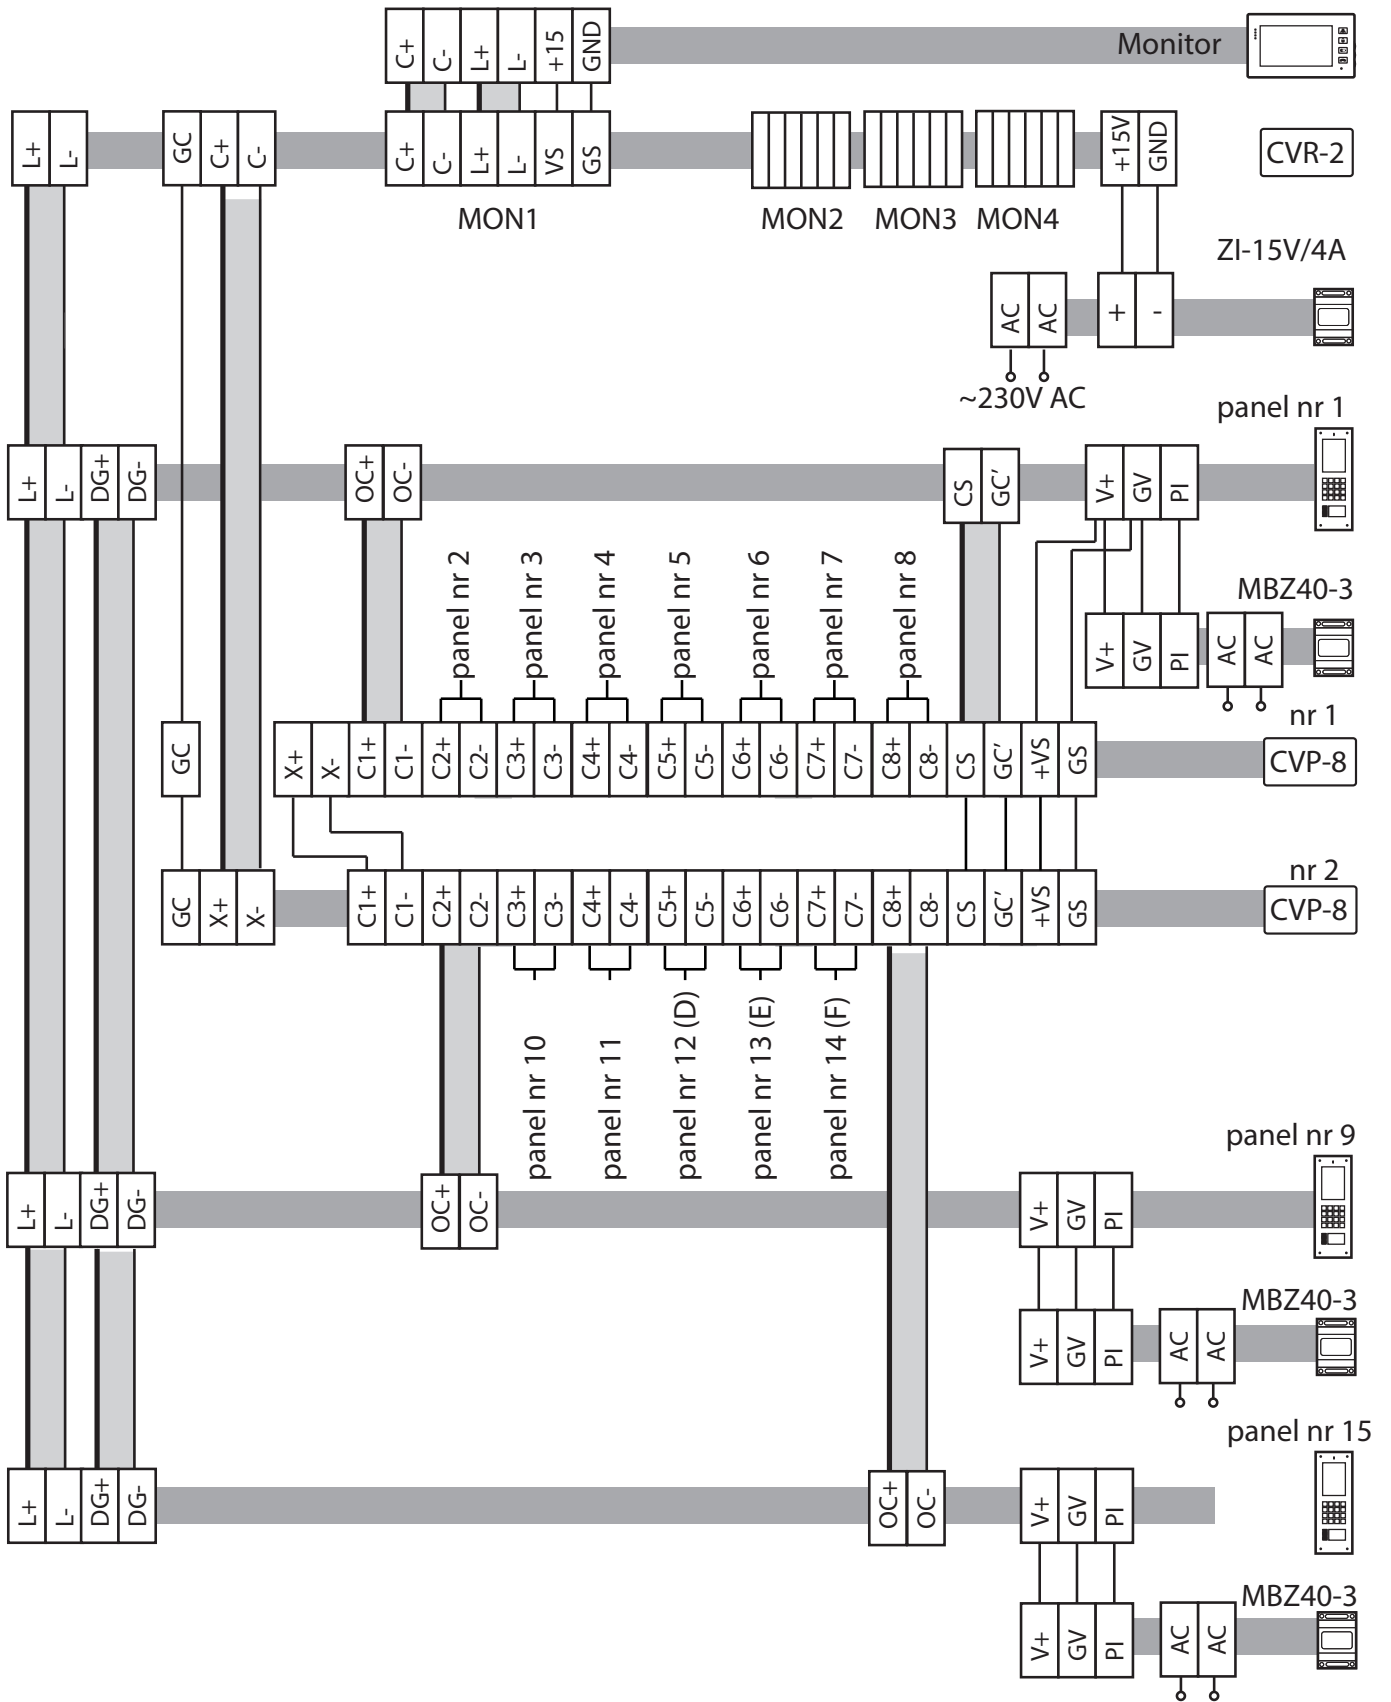 C+ C- L+ L- +15 GND Monitor
L+ L- GC C+ C- C+ C- L+ L- VS GS +15V GND CVR-2
MON1 MON2 MON3 MON4
ZI-15V/4A
AC AC + -
~230V AC
panel nr 1
L+ L- DG+ DG- OC+ OC- CS GC' V+ GV PI
panel nr 2 panel nr 3 panel nr 4 panel nr 5 panel nr 6 panel nr 7 panel nr 8
MBZ40-3
V+ GV PI AC AC
nr 1
GC X+ X- C1+ C1- C2+ C2- C3+ C3- C4+ C4- C5+ C5- C6+ C6- C7+ C7- C8+ C8- CS GC' +VS GS CVP-8
nr 2
GC X+ X- C1+ C1- C2+ C2- C3+ C3- C4+ C4- C5+ C5- C6+ C6- C7+ C7- C8+ C8- CS GC' +VS GS CVP-8
panel nr 10 panel nr 11 panel nr 12 (D) panel nr 13 (E) panel nr 14 (F)
panel nr 9
L+ L- DG+ DG- OC+ OC- V+ GV PI
MBZ40-3
V+ GV PI AC AC
panel nr 15
L+ L- DG+ DG- OC+ OC- V+ GV PI
MBZ40-3
V+ GV PI AC AC